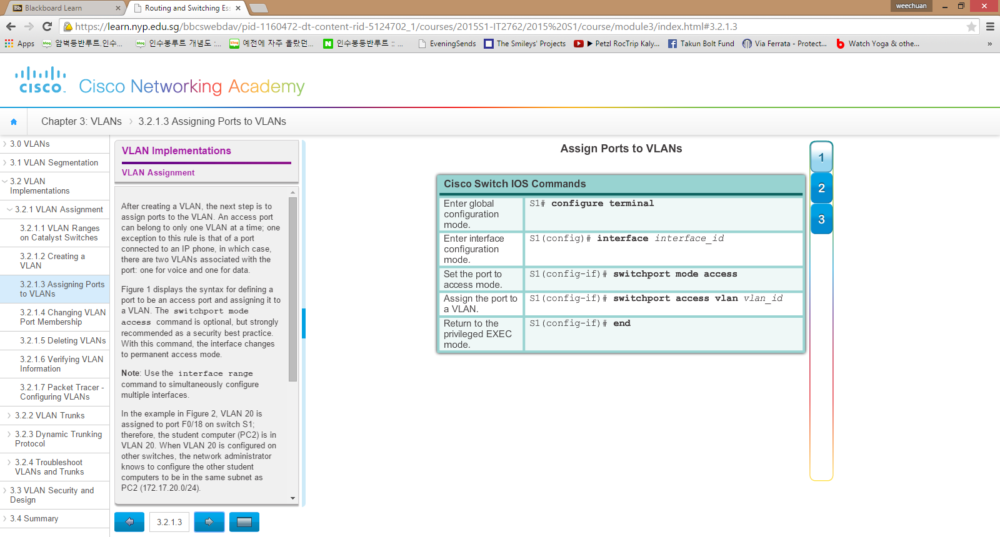 Blackboard Learn
Routing and Switching Ess
weechuan
https://learn.nyp.edu.sg/bbcswebdav/pid-1160472-dt-content-rid-5124702_1/courses/2015S1-IT2762/2015%20S1/course/module3/index.html#3.2.1.3
Apps
암벽등반루트.인수...
인수봉루트 개념도 :...
예전에 자주 올랐던...
인수봉등반루트 :: ...
EveningSends
The Smileys' Projects
▶ Petzl RocTrip Kaly...
Takun Bolt Fund
Via Ferrata - Protect...
Watch Yoga & othe...
»
CISCO.
Cisco Networking Academy
Chapter 3: VLANs
3.2.1.3 Assigning Ports to VLANs
3.0 VLANs
3.1 VLAN Segmentation
3.2 VLAN
Implementations
3.2.1 VLAN Assignment
3.2.1.1 VLAN Ranges
on Catalyst Switches
3.2.1.2 Creating a
VLAN
3.2.1.3 Assigning Ports
to VLANs
3.2.1.4 Changing VLAN
Port Membership
3.2.1.5 Deleting VLANs
3.2.1.6 Verifying VLAN
Information
3.2.1.7 Packet Tracer -
Configuring VLANs
3.2.2 VLAN Trunks
3.2.3 Dynamic Trunking
Protocol
3.2.4 Troubleshoot
VLANs and Trunks
3.3 VLAN Security and
Design
3.4 Summary
VLAN Implementations
VLAN Assignment
After creating a VLAN, the next step is to
assign ports to the VLAN. An access port
can belong to only one VLAN at a time; one
exception to this rule is that of a port
connected to an IP phone, in which case,
there are two VLANs associated with the
port: one for voice and one for data.
Figure 1 displays the syntax for defining a
port to be an access port and assigning it to
a VLAN. The switchport mode
access command is optional, but strongly
recommended as a security best practice.
With this command, the interface changes
to permanent access mode.
Note: Use the interface range
command to simultaneously configure
multiple interfaces.
In the example in Figure 2, VLAN 20 is
assigned to port F0/18 on switch S1;
therefore, the student computer (PC2) is in
VLAN 20. When VLAN 20 is configured on
other switches, the network administrator
knows to configure the other student
computers to be in the same subnet as
PC2 (172.17.20.0/24).
3.2.1.3
Assign Ports to VLANs
Cisco Switch IOS Commands
Enter global
configuration
mode.
S1# configure terminal
Enter interface
configuration
mode.
S1(config)# interface interface_id
Set the port to
access mode.
S1(config-if)# switchport mode access
Assign the port to
a VLAN.
S1(config-if)# switchport access vlan vlan_id
Return to the
privileged EXEC
mode.
S1(config-if)# end
1
2
3